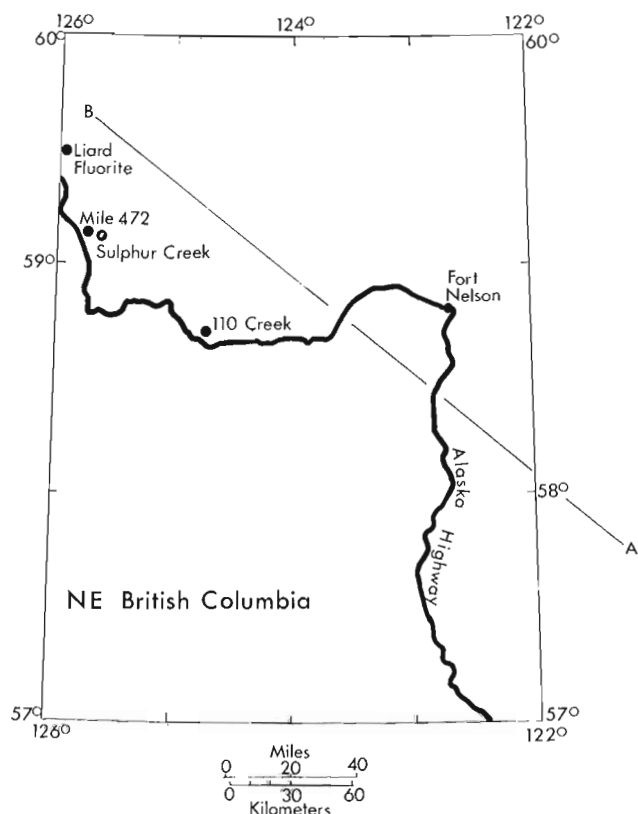 126° 124° 122°
60° 60°
B
Liard
Fluorite
Mile 472
Sulphur Creek
59°
Fort
Nelson
110 Creek
Alaska
Highway
58°
A
NE British Columbia
57° 57°
126° 124° 122°
Miles
0 20 40
0 30 60
Kilometers